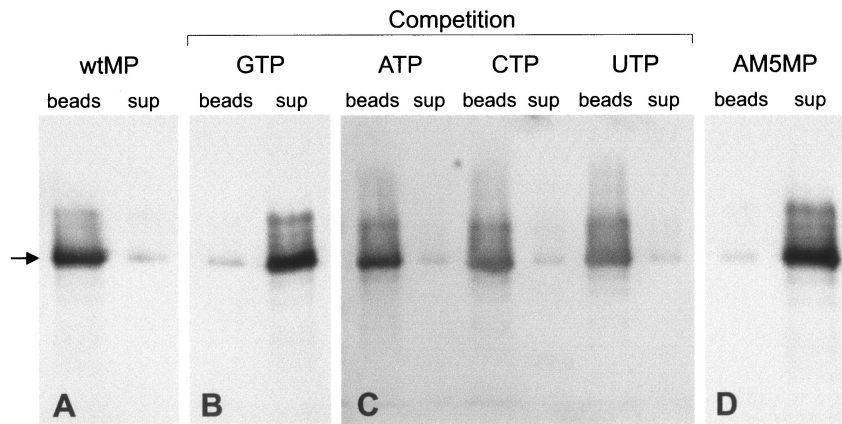 Competition
wtMP GTP ATP CTP UTP AM5MP
beads sup beads sup beads sup beads sup beads sup beads sup
A B C D